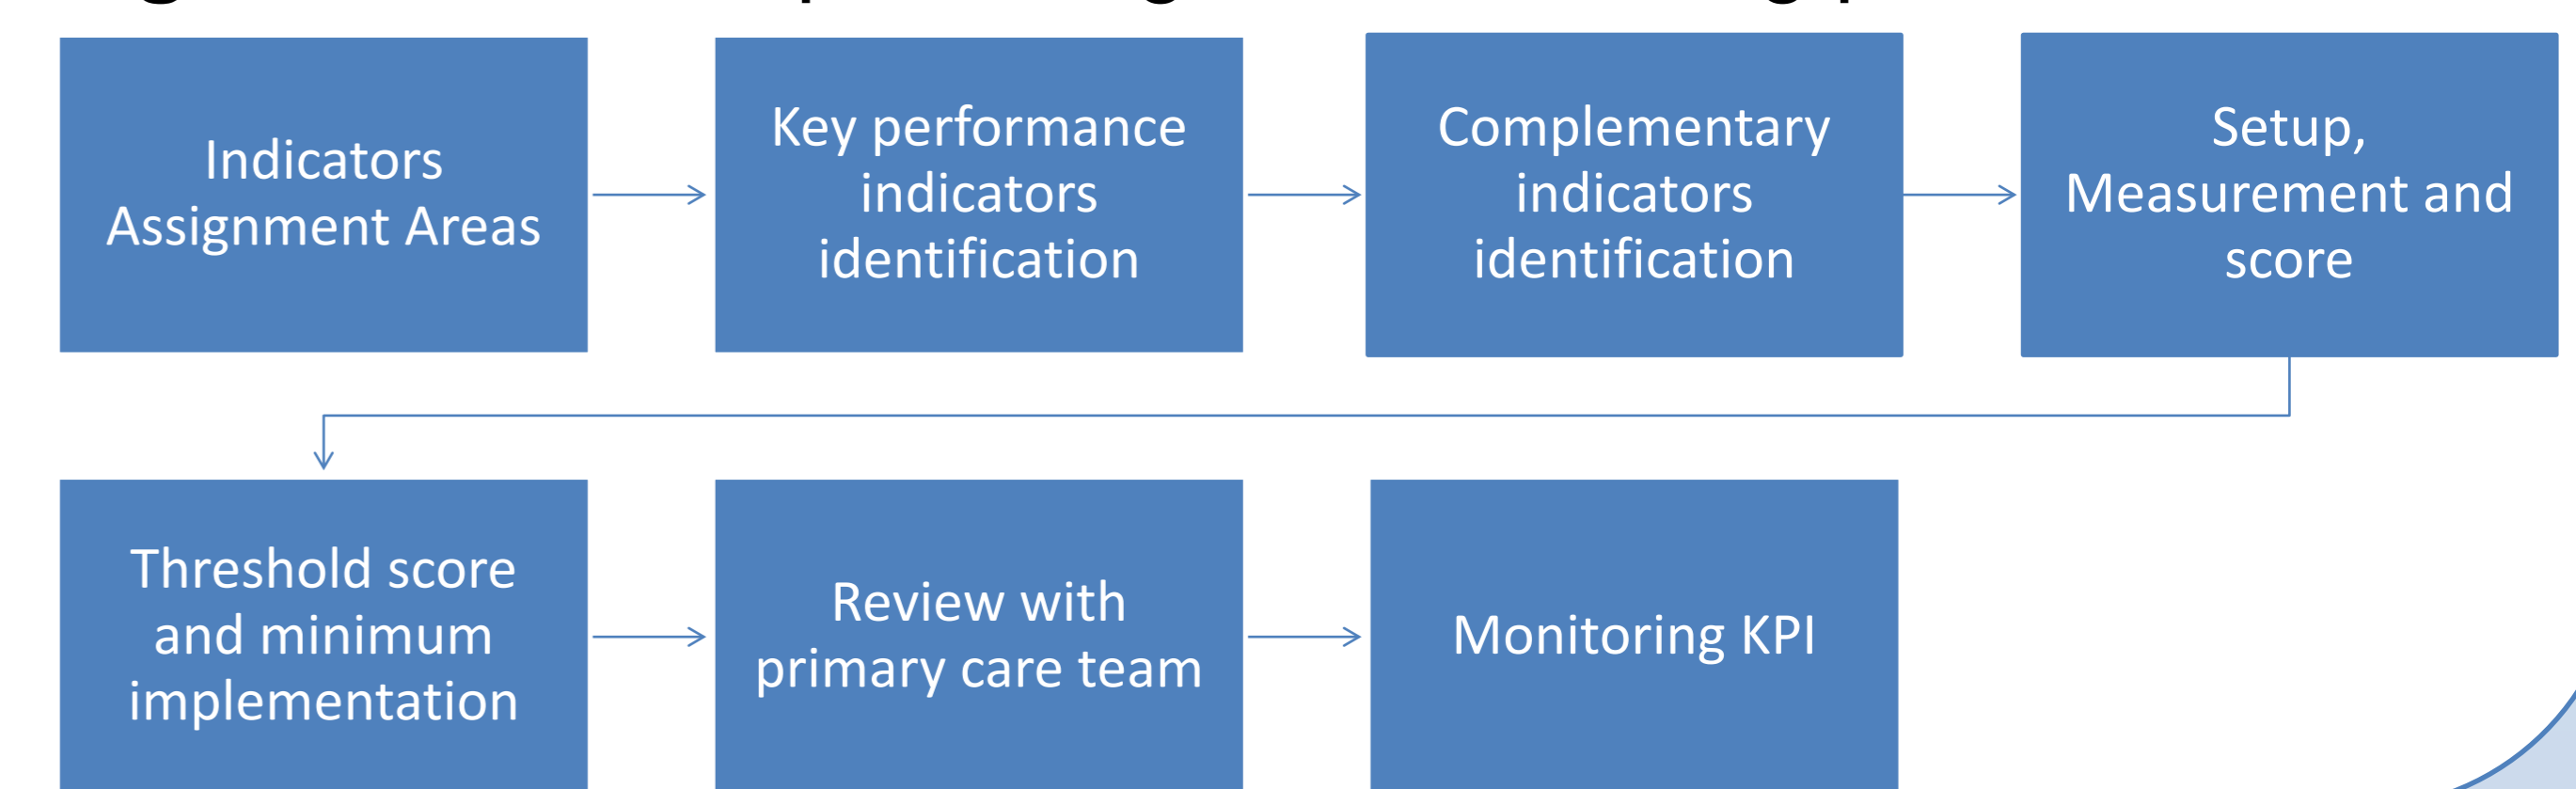 Indicators
Assignment Areas
Key performance
indicators
identification
Complementary
indicators
identification
Setup,
Measurement and
score
Threshold score
and minimum
implementation
Review with
primary care team
Monitoring KPI